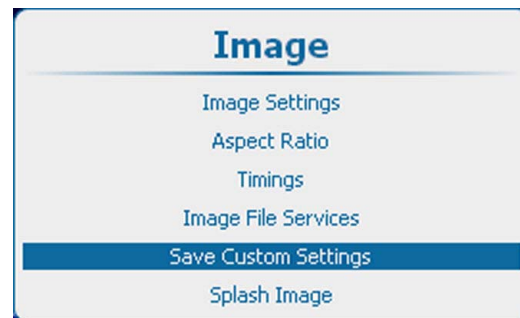 Image
Image Settings
Aspect Ratio
Timings
Image File Services
Save Custom Settings
Splash Image